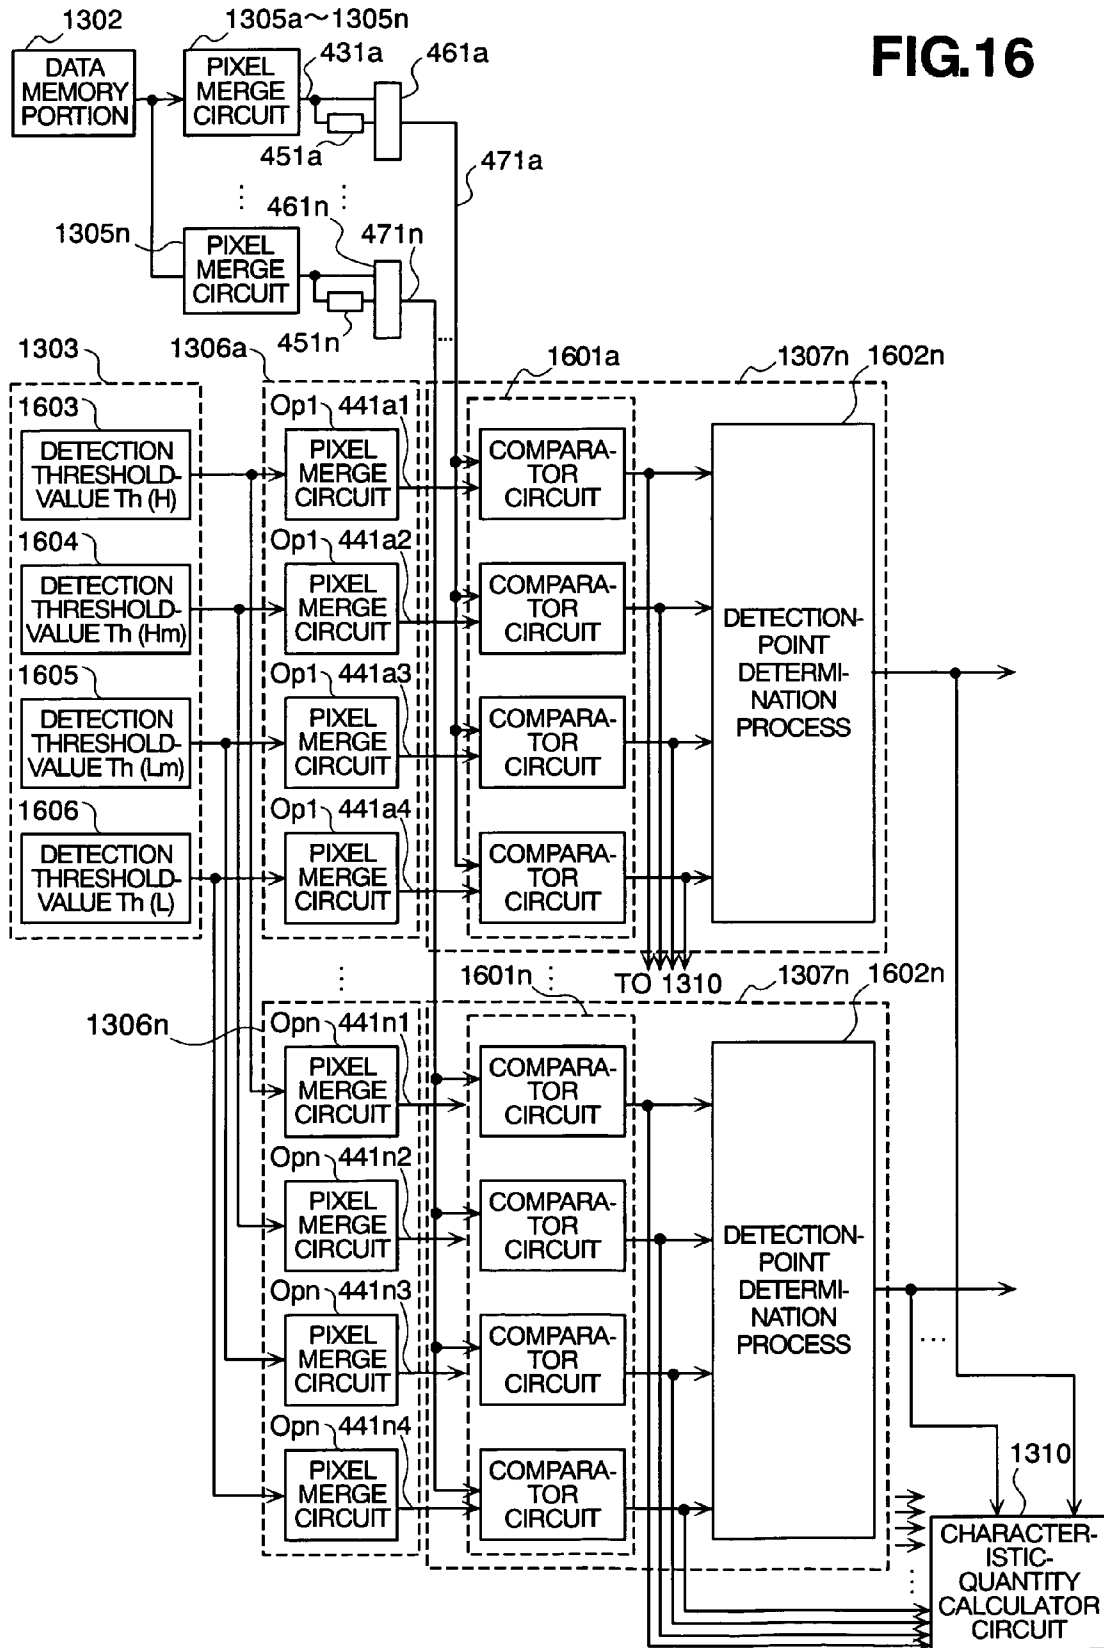 FIG.16
1302
1305a~1305n
431a
461a
DATA
MEMORY
PORTION
PIXEL
MERGE
CIRCUIT
451a
471a
1305n
461n
471n
PIXEL
MERGE
CIRCUIT
451n
...
1303
1306a
1601a
1307n
1602n
1603
DETECTION
THRESHOLD-
VALUE Th (H)
Op1
441a1
PIXEL
MERGE
CIRCUIT
COMPARA-
TOR
CIRCUIT
1604
DETECTION
THRESHOLD-
VALUE Th (Hm)
Op1
441a2
PIXEL
MERGE
CIRCUIT
COMPARA-
TOR
CIRCUIT
DETECTION-
POINT
DETERMI-
NATION
PROCESS
1605
DETECTION
THRESHOLD-
VALUE Th (Lm)
Op1
441a3
PIXEL
MERGE
CIRCUIT
COMPARA-
TOR
CIRCUIT
1606
DETECTION
THRESHOLD-
VALUE Th (L)
Op1
441a4
PIXEL
MERGE
CIRCUIT
COMPARA-
TOR
CIRCUIT
TO 1310
1306n
1601n
1307n
1602n
Opn
441n1
PIXEL
MERGE
CIRCUIT
COMPARA-
TOR
CIRCUIT
Opn
441n2
PIXEL
MERGE
CIRCUIT
COMPARA-
TOR
CIRCUIT
DETECTION-
POINT
DETERMI-
NATION
PROCESS
Opn
441n3
PIXEL
MERGE
CIRCUIT
COMPARA-
TOR
CIRCUIT
...
Opn
441n4
PIXEL
MERGE
CIRCUIT
COMPARA-
TOR
CIRCUIT
1310
CHARACTER-
ISTIC-
QUANTITY
CALCULATOR
CIRCUIT